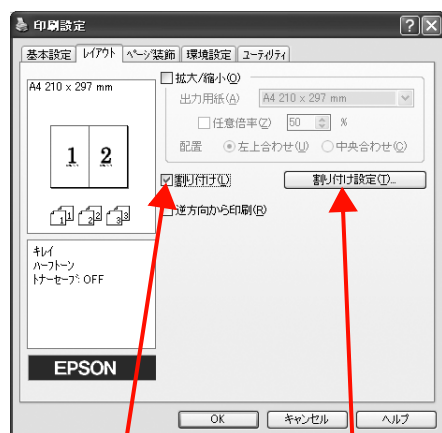 印刷設定
基本設定 レイアウト ページ装飾 環境設定 ユーティリティ
A4 210 x 297 mm
1 2
1 2 3
キレイ
ハーフトーン
トナーセーブ: OFF
EPSON
拡大/縮小(O)
出力用紙(A) A4 210 x 297 mm
任意倍率(Z) 50 %
配置 左上合わせ(U) 中央合わせ(C)
割り付け(L) 割り付け設定(T)...
逆方向から印刷(R)
OK キャンセル ヘルプ